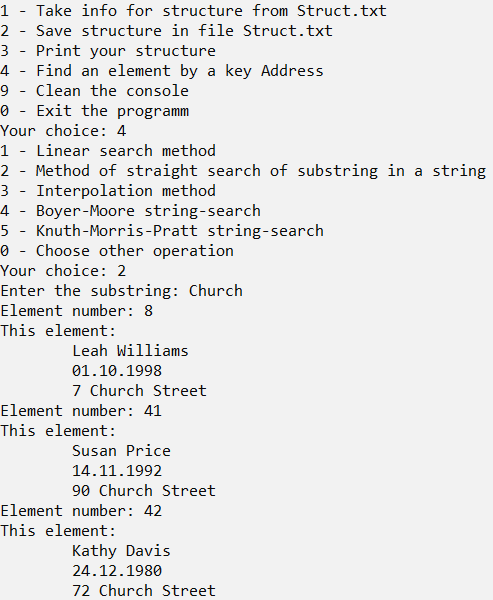 1 - Take info for structure from Struct.txt
2 - Save structure in file Struct.txt
3 - Print your structure
4 - Find an element by a key Address
9 - Clean the console
0 - Exit the programm
Your choice: 4
1 - Linear search method
2 - Method of straight search of substring in a string
3 - Interpolation method
4 - Boyer-Moore string-search
5 - Knuth-Morris-Pratt string-search
0 - Choose other operation
Your choice: 2
Enter the substring: Church
Element number: 8
This element:
Leah Williams
01.10.1998
7 Church Street
Element number: 41
This element:
Susan Price
14.11.1992
90 Church Street
Element number: 42
This element:
Kathy Davis
24.12.1980
72 Church Street